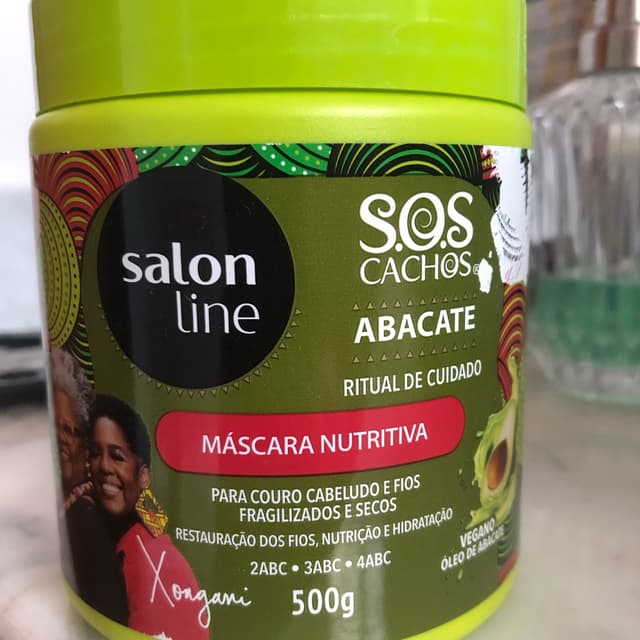 salon
line
S.O.S
CACHOS®
ABACATE
RITUAL DE CUIDADO
MÁSCARA NUTRITIVA
PARA COURO CABELUDO E FIOS
FRAGILIZADOS E SECOS
RESTAURAÇÃO DOS FIOS, NUTRIÇÃO E HIDRATAÇÃO
2ABC • 3ABC • 4ABC
500g
Xongani
VEGANO
ÓLEO DE ABACATE